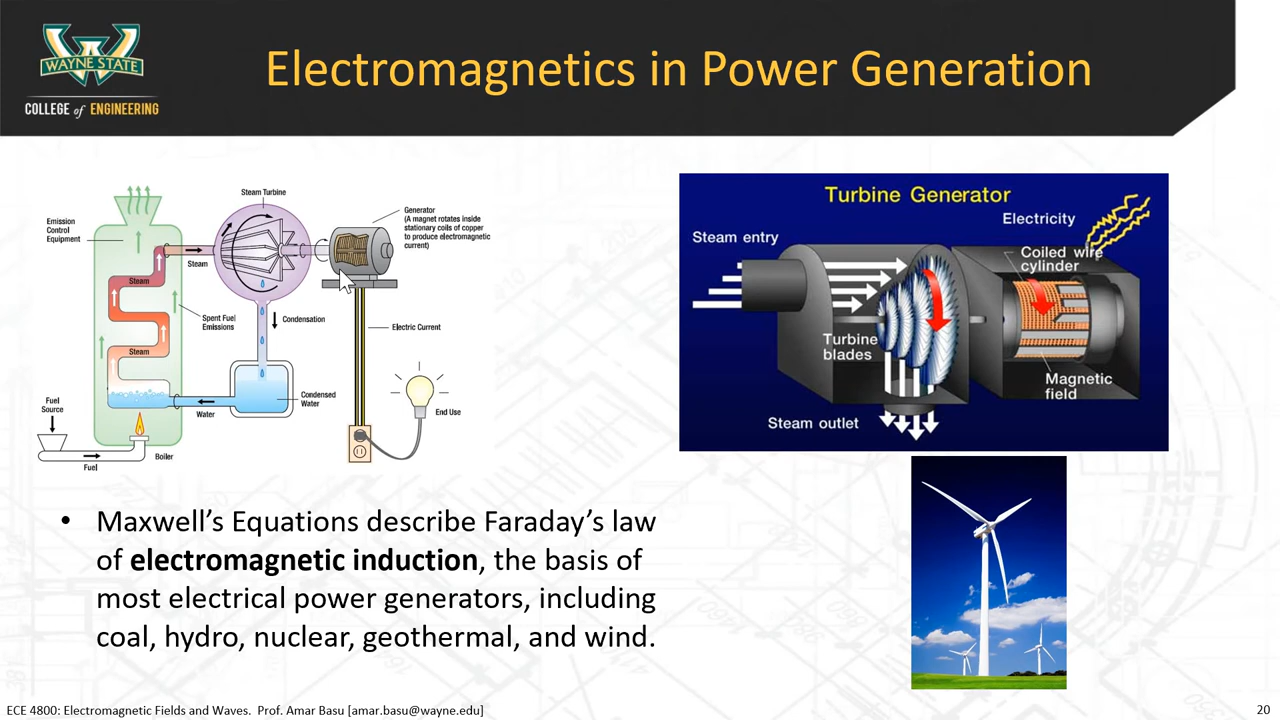 WAYNE STATE
COLLEGE of ENGINEERING
Electromagnetics in Power Generation
Steam Turbine
Generator
(A magnet rotates inside
stationary coils of copper
to produce electromagnetic
current)
Emission
Control
Equipment
Steam
Steam
Spent Fuel
Emissions
Condensation
Electric Current
Steam
Condensed
Water
Water
Fuel
Source
End Use
Boiler
Fuel
Turbine Generator
Electricity
Steam entry
Coiled wire
cylinder
Turbine
blades
Magnetic
field
Steam outlet
• Maxwell’s Equations describe Faraday’s law
of electromagnetic induction, the basis of
most electrical power generators, including
coal, hydro, nuclear, geothermal, and wind.
ECE 4800: Electromagnetic Fields and Waves. Prof. Amar Basu [amar.basu@wayne.edu]
20